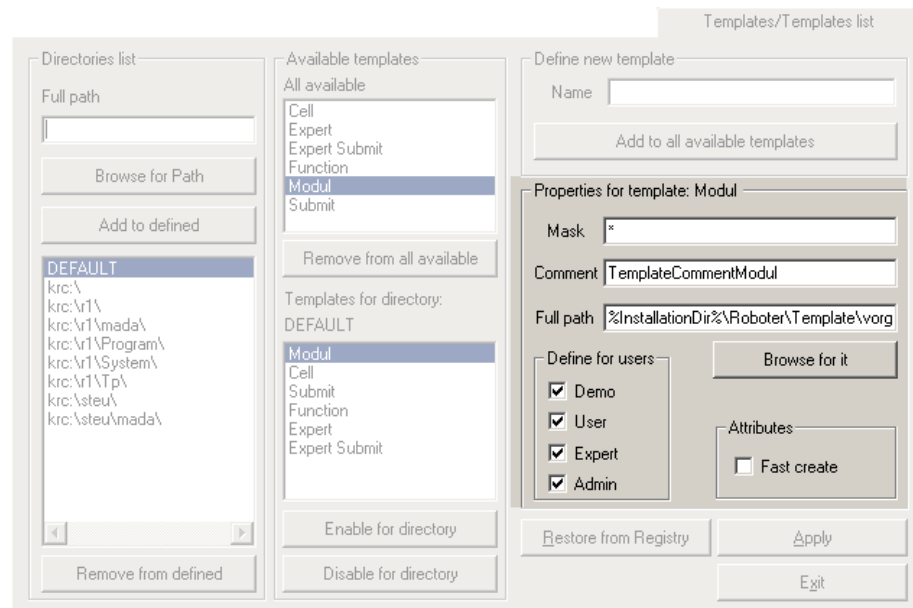 Templates/Templates list
Directories list
Full path
Browse for Path
Add to defined
DEFAULT
krc:\
krc:\r1\
krc:\r1\mada\
krc:\r1\Program\
krc:\r1\System\
krc:\r1\Tp\
krc:\steu\
krc:\steu\mada\
Remove from defined
Available templates
All available
Cell
Expert
Expert Submit
Function
Modul
Submit
Remove from all available
Templates for directory:
DEFAULT
Modul
Cell
Submit
Function
Expert
Expert Submit
Enable for directory
Disable for directory
Define new template
Name
Add to all available templates
Properties for template: Modul
Mask *
Comment TemplateCommentModul
Full path %InstallationDir%\Roboter\Template\vorg
Define for users
Demo
User
Expert
Admin
Browse for it
Attributes
Fast create
Restore from Registry
Apply
Exit